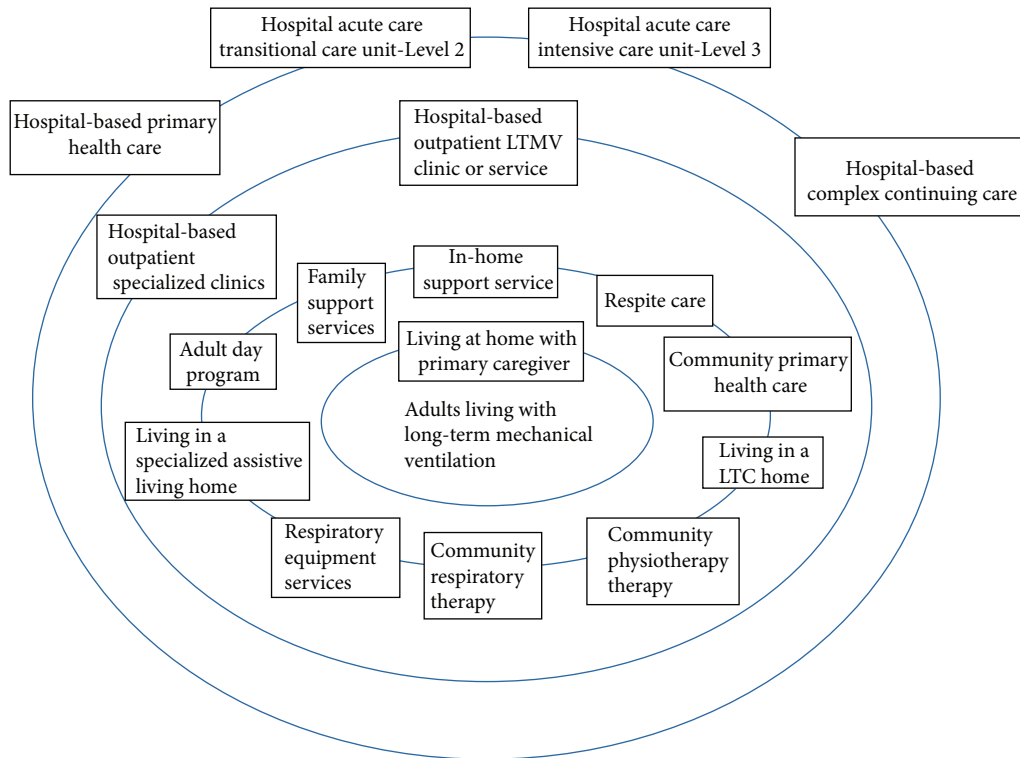 Hospital acute care
transitional care unit-Level 2
Hospital acute care
intensive care unit-Level 3
Hospital-based primary
health care
Hospital-based
outpatient LTMV
clinic or service
Hospital-based
complex continuing care
Hospital-based
outpatient
specialized clinics
Family
support
services
In-home
support service
Respite care
Adult day
program
Living at home with
primary caregiver
Community primary
health care
Adults living with
long-term mechanical
ventilation
Living in a
specialized assistive
living home
Living in a
LTC home
Respiratory
equipment
services
Community
respiratory
therapy
Community
physiotherapy
therapy